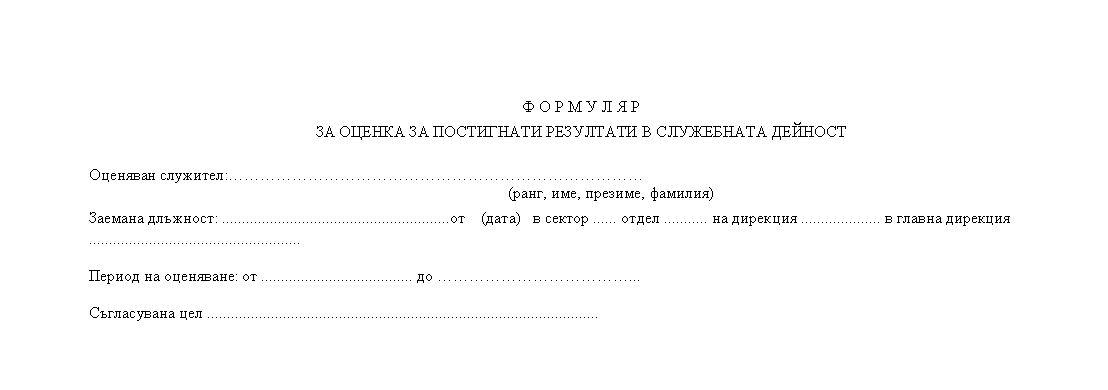 Ф О Р М У Л Я Р
ЗА ОЦЕНКА ЗА ПОСТИГНАТИ РЕЗУЛТАТИ В СЛУЖЕБНАТА ДЕЙНОСТ
Оценяван служител:……………………………………………………………………
(ранг, име, презиме, фамилия)
Заемана длъжност: .........................................................от (дата) в сектор ...... отдел ........... на дирекция .................... в главна дирекция
.....................................................
Период на оценяване: от ...................................... до ………………………………...
Съгласувана цел ..................................................................................................